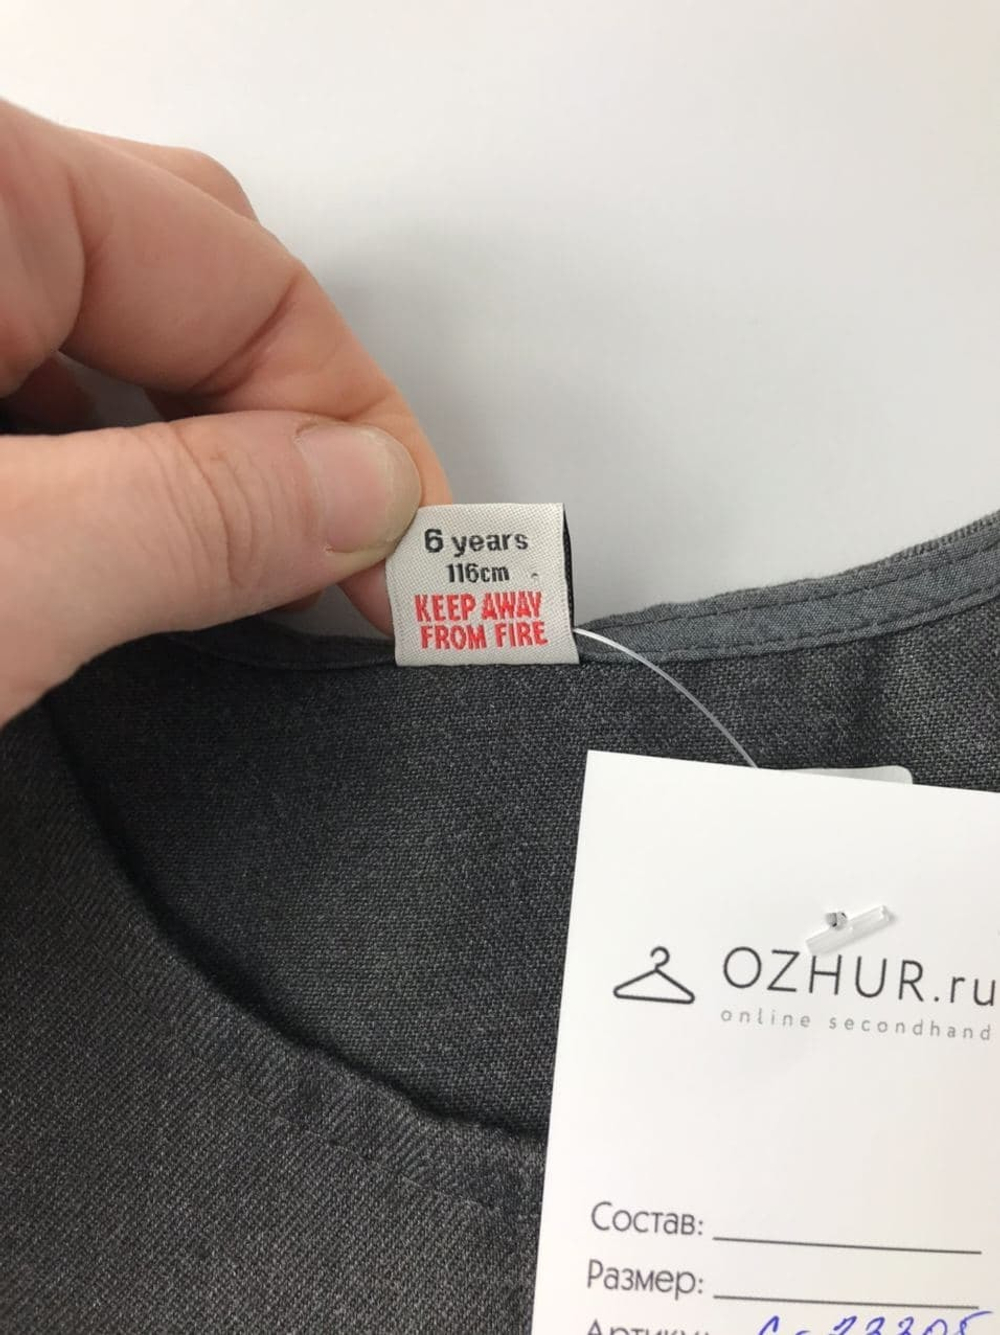 6 years
116cm
KEEP AWAY
FROM FIRE
OZHUR.ru
online secondhand
Состав:
Размер: